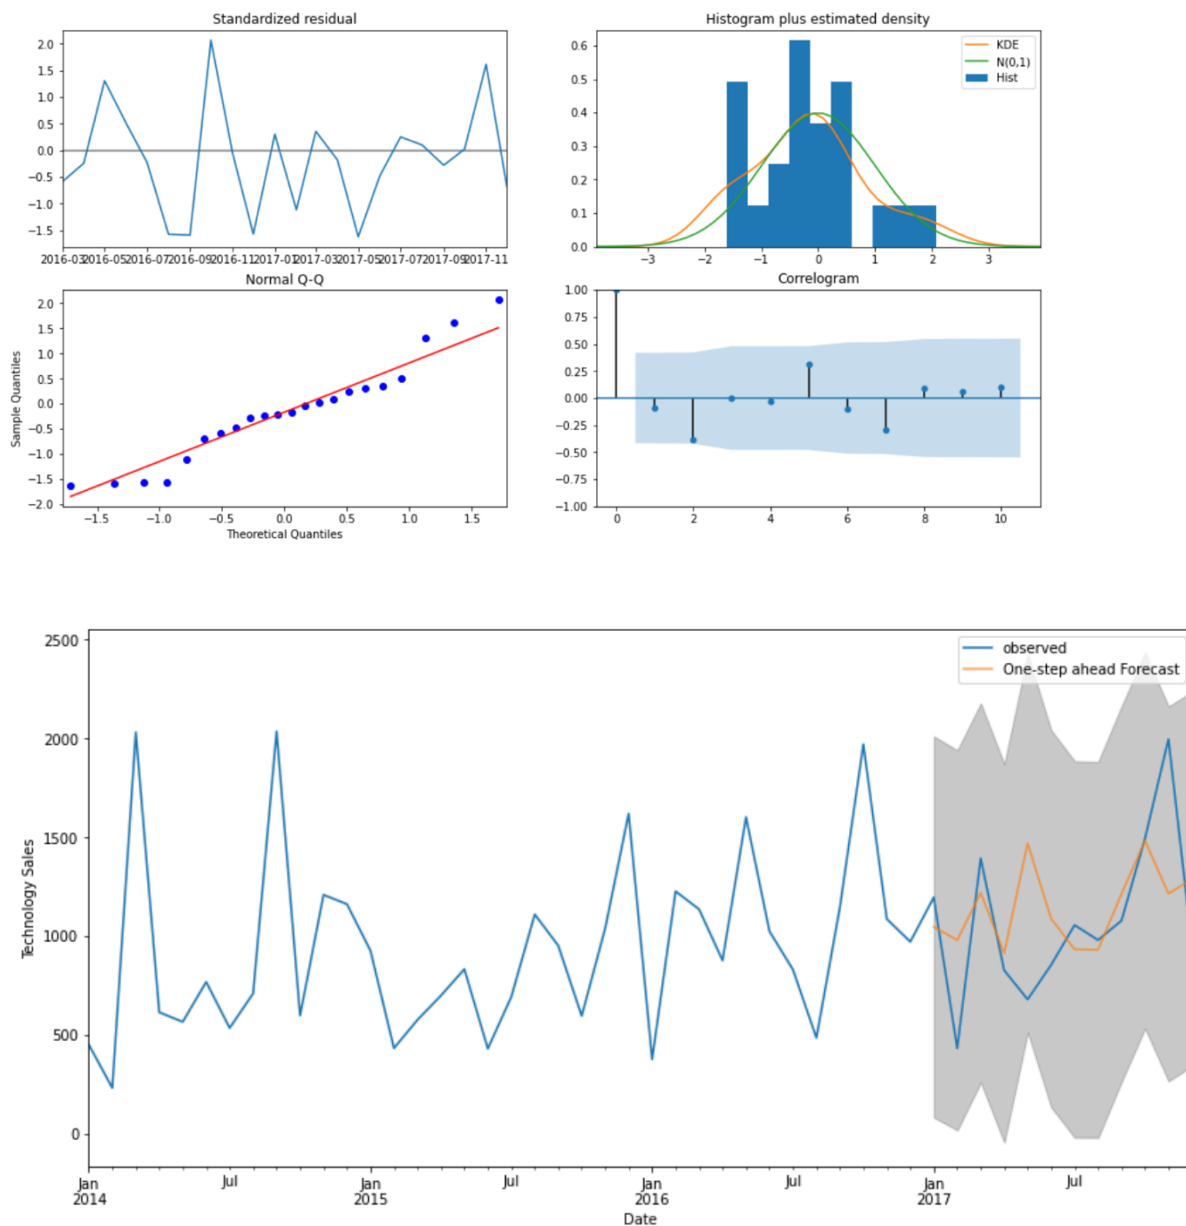 Standardized residual
2.0
1.5
1.0
0.5
0.0
−0.5
−1.0
−1.5
2016-03 2016-05 2016-07 2016-09 2016-11 2017-01 2017-03 2017-05 2017-07 2017-09 2017-11
Histogram plus estimated density
KDE
N(0,1)
Hist
0.6
0.5
0.4
0.3
0.2
0.1
0.0
−3 −2 −1 0 1 2 3
Normal Q-Q
Sample Quantiles
2.0
1.5
1.0
0.5
0.0
−0.5
−1.0
−1.5
−2.0
−1.5 −1.0 −0.5 0.0 0.5 1.0 1.5
Theoretical Quantiles
Correlogram
1.00
0.75
0.50
0.25
0.00
−0.25
−0.50
−0.75
−1.00
0 2 4 6 8 10
observed
One-step ahead Forecast
Technology Sales
2500
2000
1500
1000
500
0
Jan Jul Jan Jul Jan Jul Jan Jul
2014 2015 2016 2017
Date